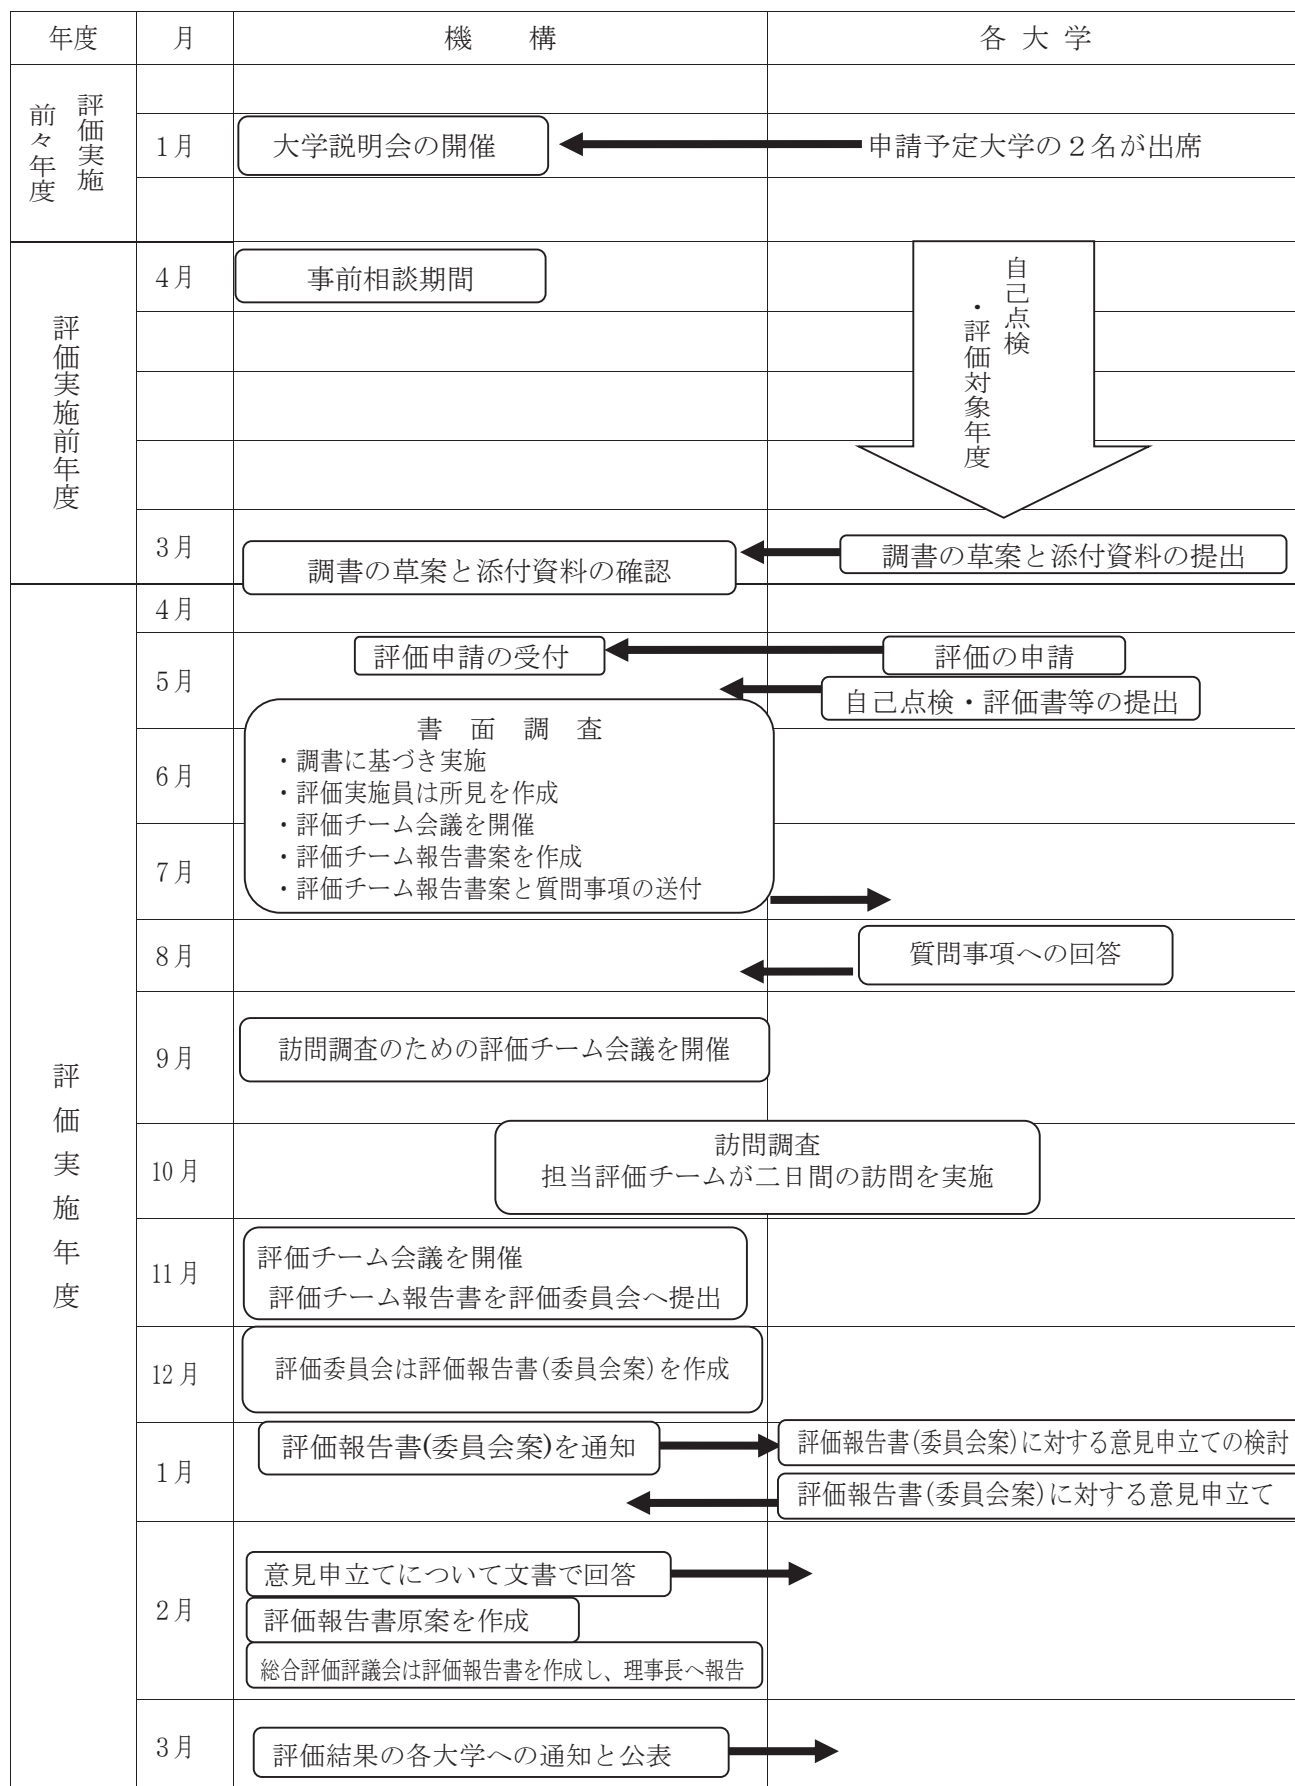 年度 月 機　構 各 大 学
評価実施
前々年度
1月 大学説明会の開催 申請予定大学の２名が出席
評価実施前年度
4月 事前相談期間
自己点検
・評価対象年度
3月 調書の草案と添付資料の確認 調書の草案と添付資料の提出
評価実施年度
4月
5月 評価申請の受付 評価の申請
自己点検・評価書等の提出
書　面　調　査
・調書に基づき実施
6月
・評価実施員は所見を作成
・評価チーム会議を開催
・評価チーム報告書案を作成
7月
・評価チーム報告書案と質問事項の送付
8月 質問事項への回答
9月 訪問調査のための評価チーム会議を開催
10月 訪問調査
担当評価チームが二日間の訪問を実施
11月 評価チーム会議を開催
評価チーム報告書を評価委員会へ提出
12月 評価委員会は評価報告書(委員会案)を作成
1月 評価報告書(委員会案)を通知 評価報告書(委員会案)に対する意見申立ての検討
評価報告書(委員会案)に対する意見申立て
2月 意見申立てについて文書で回答
評価報告書原案を作成
総合評価評議会は評価報告書を作成し、理事長へ報告
3月 評価結果の各大学への通知と公表